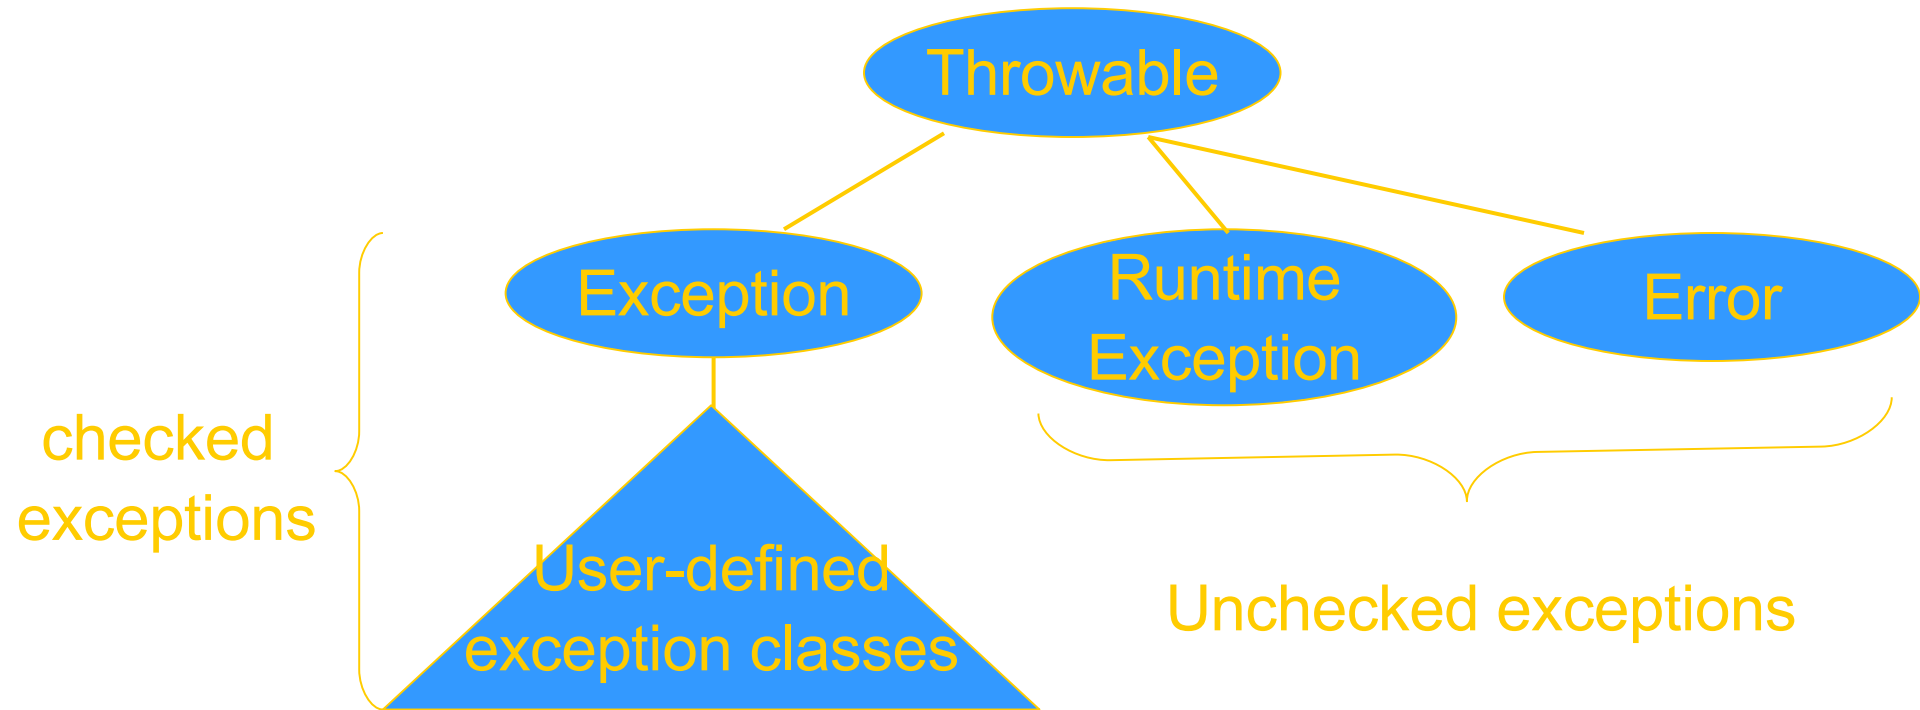 Throwable
Exception
Runtime
Exception
Error
checked
exceptions
User-defined
exception classes
Unchecked exceptions